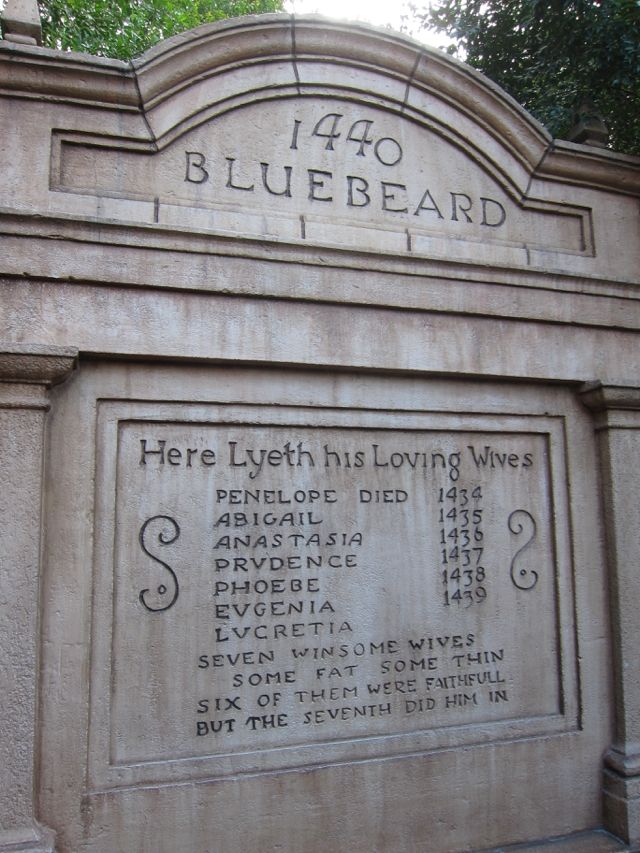 1440
BLUEBEARD
Here Lyeth his Loving Wives
PENELOPE DIED 1434
ABIGAIL 1435
ANASTASIA 1436
PRVDENCE 1437
PHOEBE 1438
EVGENIA 1439
LVCRETIA
SEVEN WINSOME WIVES
SOME FAT SOME THIN
SIX OF THEM WERE FAITHFULL
BUT THE SEVENTH DID HIM IN